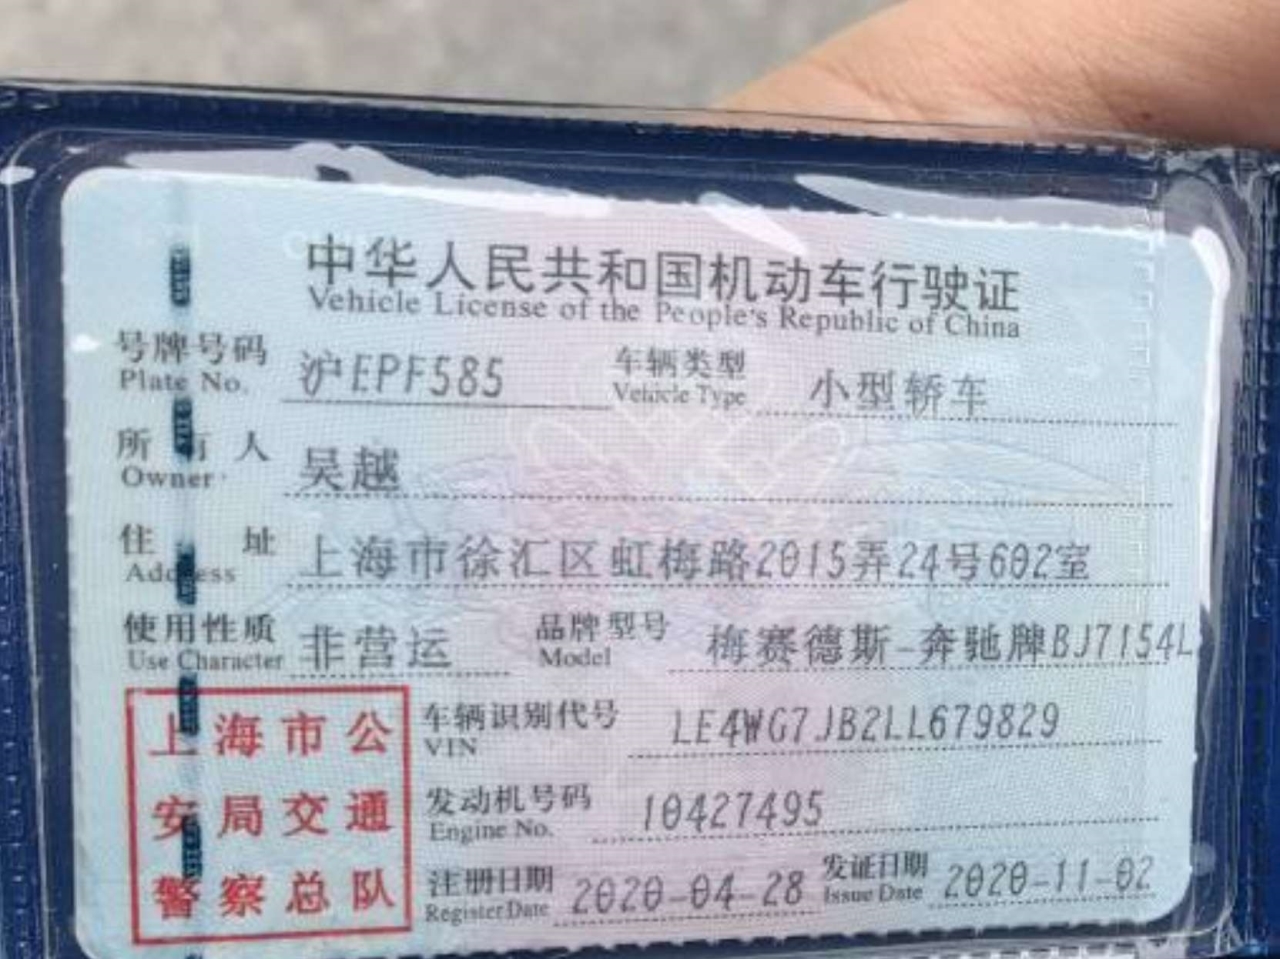 中华人民共和国机动车行驶证
Vehicle License of the People's Republic of China
号牌号码 沪EPF585 车辆类型 小型轿车
Plate No. Vehicle Type
所有人 吴越
Owner
住址 上海市徐汇区虹梅路2015弄24号602室
Address
使用性质 非营运 品牌型号 梅赛德斯-奔驰牌BJ7154L
Use Character Model
上海市公
安局交通
警察总队
车辆识别代号 LE4WG7JB2LL679829
VIN
发动机号码 10427495
Engine No.
注册日期 2020-04-28 发证日期 2020-11-02
Register Date Issue Date